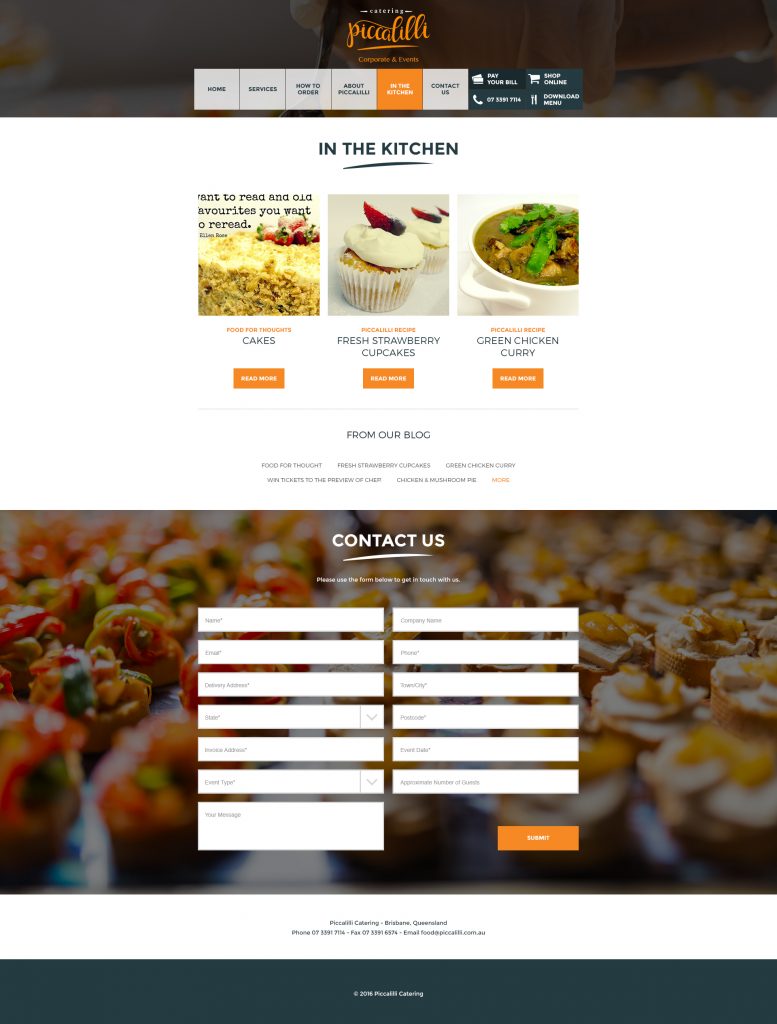 catering
piccalilli
Corporate & Events
HOME
SERVICES
HOW TO
ORDER
ABOUT
PICCALILLI
IN THE
KITCHEN
CONTACT
US
PAY
YOUR BILL
SHOP
ONLINE
07 3391 7114
DOWNLOAD
MENU
IN THE KITCHEN
want to read and old
favourites you want
to reread.
Ellen Rose
FOOD FOR THOUGHTS
CAKES
READ MORE
PICCALILLI RECIPE
FRESH STRAWBERRY
CUPCAKES
READ MORE
PICCALILLI RECIPE
GREEN CHICKEN
CURRY
READ MORE
FROM OUR BLOG
FOOD FOR THOUGHT FRESH STRAWBERRY CUPCAKES GREEN CHICKEN CURRY
WIN TICKETS TO THE PREVIEW OF CHEF! CHICKEN & MUSHROOM PIE MORE
CONTACT US
Please use the form below to get in touch with us.
Name*
Company Name
Email*
Phone*
Delivery Address*
Town/City*
State*
Postcode*
Invoice Address*
Event Date*
Event Type*
Approximate Number of Guests
Your Message
SUBMIT
Piccalilli Catering – Brisbane, Queensland
Phone 07 3391 7114 – Fax 07 3391 6574 – Email food@piccalilli.com.au
© 2016 Piccalilli Catering